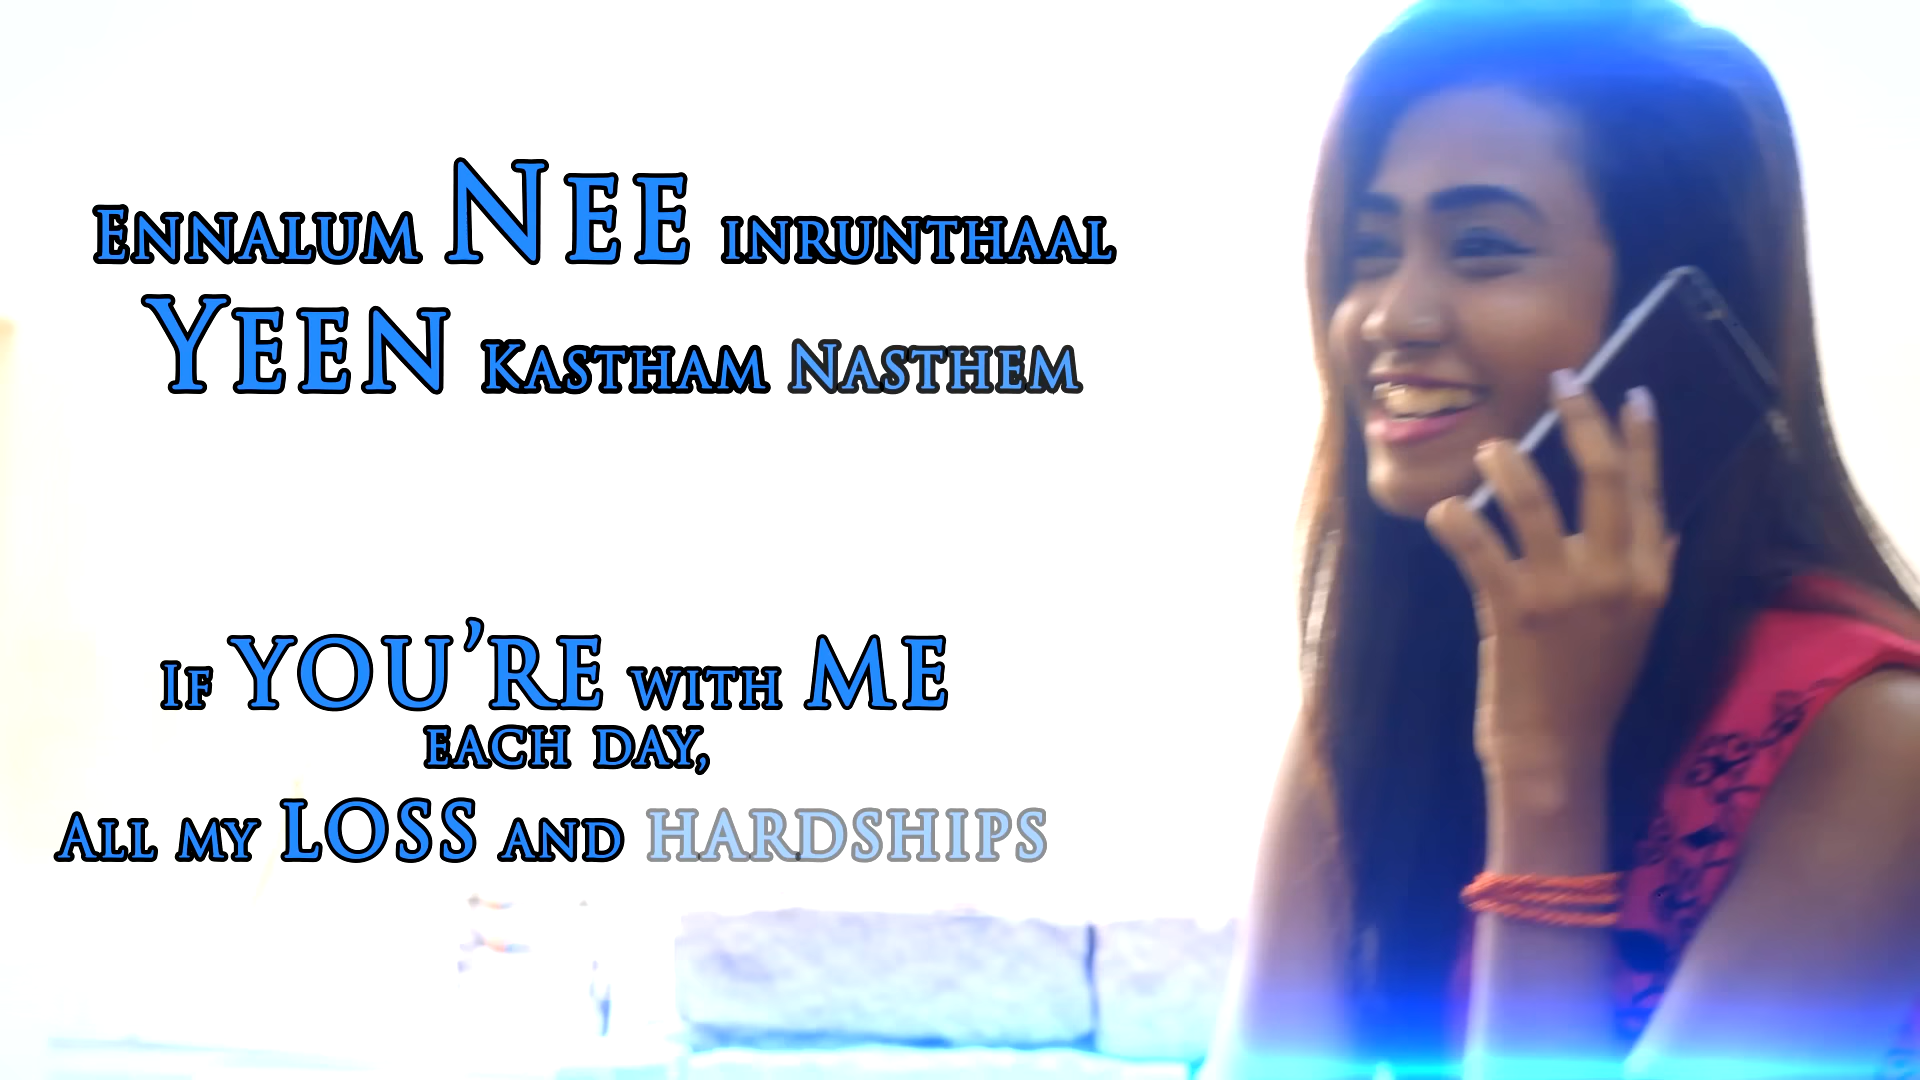 Ennalum Nee inrunthaal
Yeen Kastham Nasthem
If you're with me
each day,
All my loss and hardships